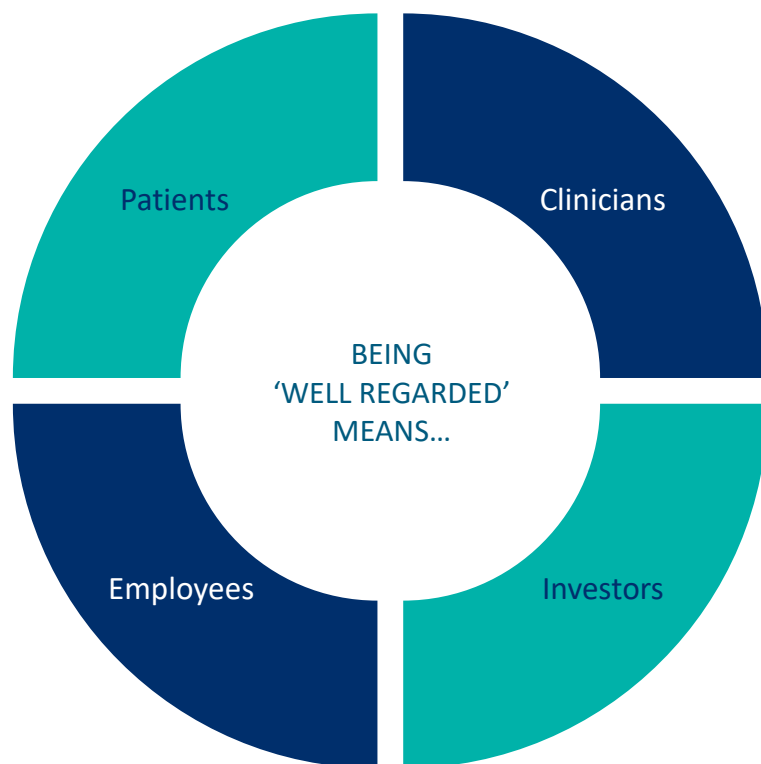 Patients
Clinicians
BEING
‘WELL REGARDED’
MEANS…
Employees
Investors